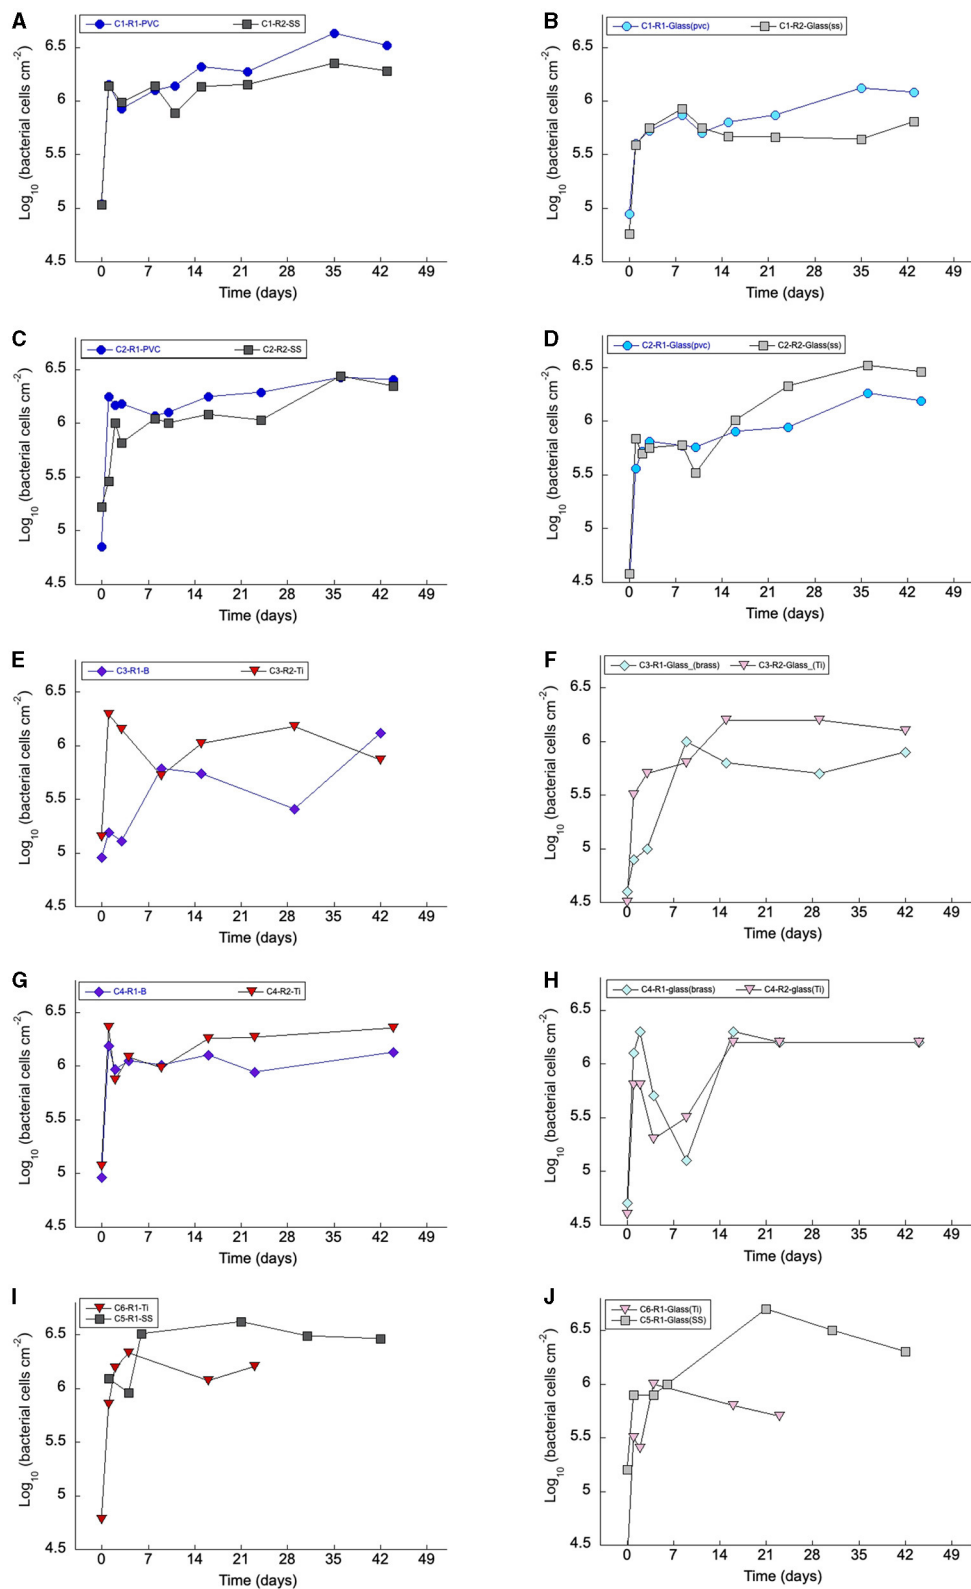 A
C1-R1-PVC C1-R2-SS
6.5
6
5.5
5
4.5
Log10 (bacterial cells cm-2)
0 7 14 21 28 35 42 49
Time (days)
B
C1-R1-Glass(pvc) C1-R2-Glass(ss)
6.5
6
5.5
5
4.5
Log10 (bacterial cells cm-2)
0 7 14 21 28 35 42 49
Time (days)
C
C2-R1-PVC C2-R2-SS
6.5
6
5.5
5
4.5
Log10 (bacterial cells cm-2)
0 7 14 21 28 35 42 49
Time (days)
D
C2-R1-Glass(pvc) C2-R2-Glass(ss)
6.5
6
5.5
5
4.5
Log10 (bacterial cells cm-2)
0 7 14 21 28 35 42 49
Time (days)
E
C3-R1-B C3-R2-Ti
6.5
6
5.5
5
4.5
Log10 (bacterial cells cm-2)
0 7 14 21 28 35 42 49
Time (days)
F
C3-R1-Glass_(brass) C3-R2-Glass_(Ti)
6.5
6
5.5
5
4.5
Log10 (bacterial cells cm-2)
0 7 14 21 28 35 42 49
Time (days)
G
C4-R1-B C4-R2-Ti
6.5
6
5.5
5
4.5
Log10 (bacterial cells cm-2)
0 7 14 21 28 35 42 49
Time (days)
H
C4-R1-glass(brass) C4-R2-glass(Ti)
6.5
6
5.5
5
4.5
Log10 (bacterial cells cm-2)
0 7 14 21 28 35 42 49
Time (days)
I
C6-R1-Ti
C5-R1-SS
6.5
6
5.5
5
4.5
Log10 (bacterial cells cm-2)
0 7 14 21 28 35 42 49
Time (days)
J
C6-R1-Glass(Ti)
C5-R1-Glass(SS)
6.5
6
5.5
5
4.5
Log10 (bacterial cells cm-2)
0 7 14 21 28 35 42 49
Time (days)